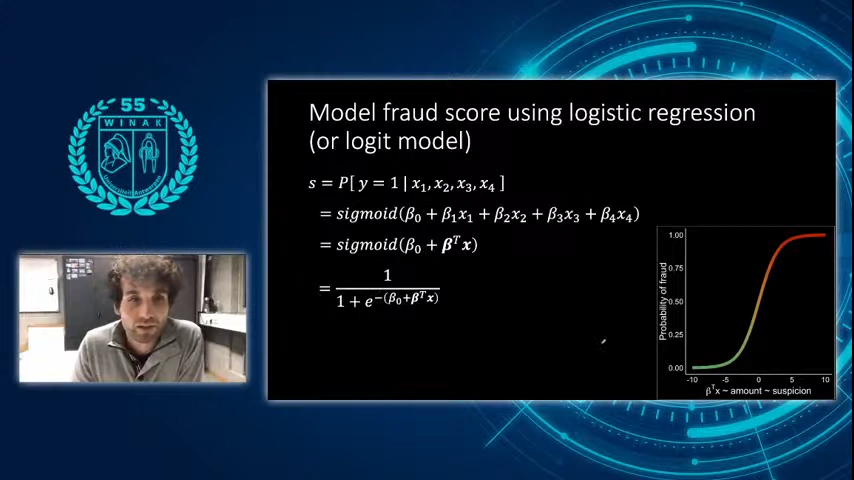 55
WINAK
Universiteit Antwerpen
Model fraud score using logistic regression
(or logit model)
s = P[ y = 1 | x₁, x₂, x₃, x₄ ]
= sigmoid(β₀ + β₁x₁ + β₂x₂ + β₃x₃ + β₄x₄)
= sigmoid(β₀ + βᵀx)
= 1 / (1 + e^−(β₀+βᵀx))
Probability of fraud
1.00
0.75
0.50
0.25
0.00
-10 -5 0 5 10
βᵀx ~ amount ~ suspicion